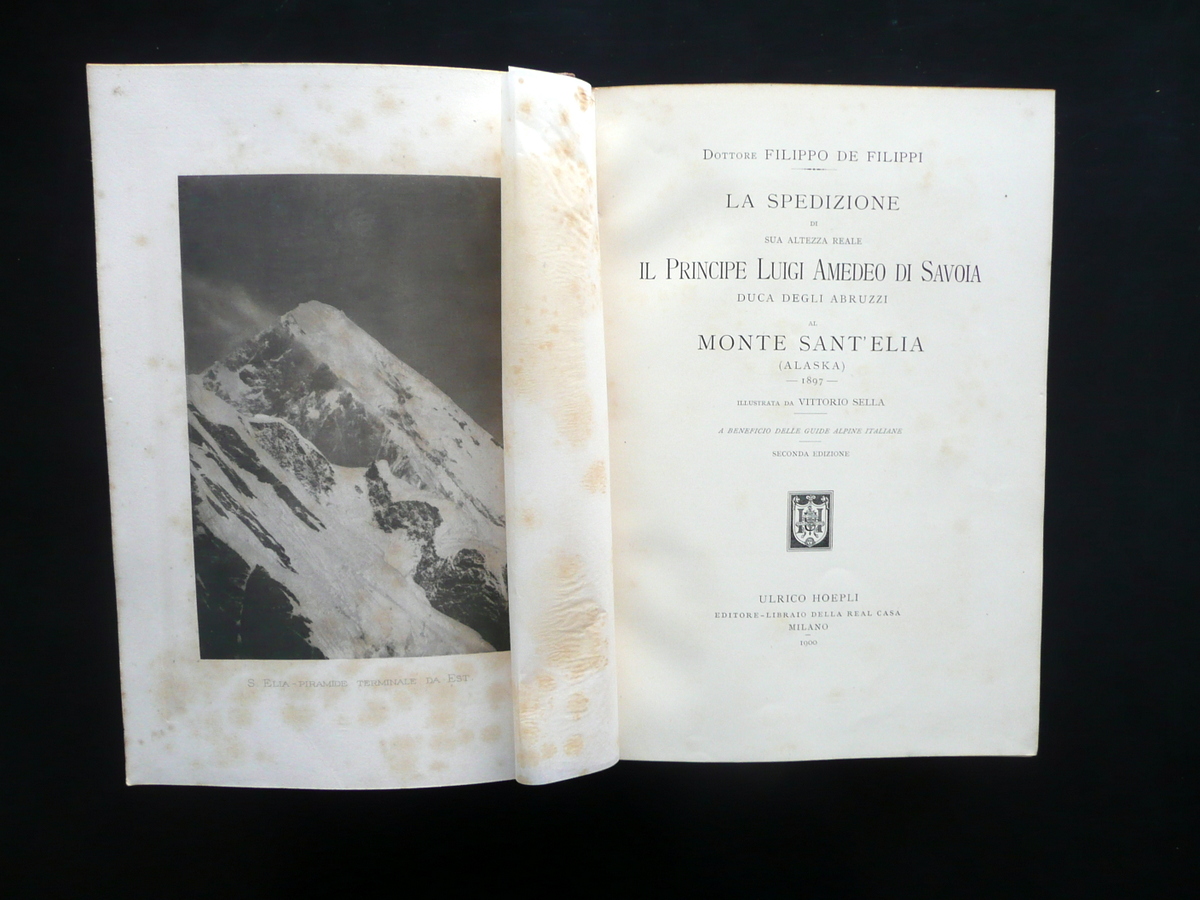 S. ELIA - PIRAMIDE TERMINALE DA EST
DOTTORE FILIPPO DE FILIPPI
LA SPEDIZIONE
DI
SUA ALTEZZA REALE
IL PRINCIPE LUIGI AMEDEO DI SAVOIA
DUCA DEGLI ABRUZZI
AL
MONTE SANT'ELIA
(ALASKA)
— 1897 —
ILLUSTRATA DA VITTORIO SELLA
A BENEFICIO DELLE GUIDE ALPINE ITALIANE
SECONDA EDIZIONE
ULRICO HOEPLI
EDITORE-LIBRAIO DELLA REAL CASA
MILANO
1900